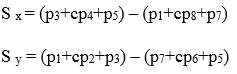 S x = (p3+cp4+p5) – (p1+cp8+p7)
S y = (p1+cp2+p3) – (p7+cp6+p5)